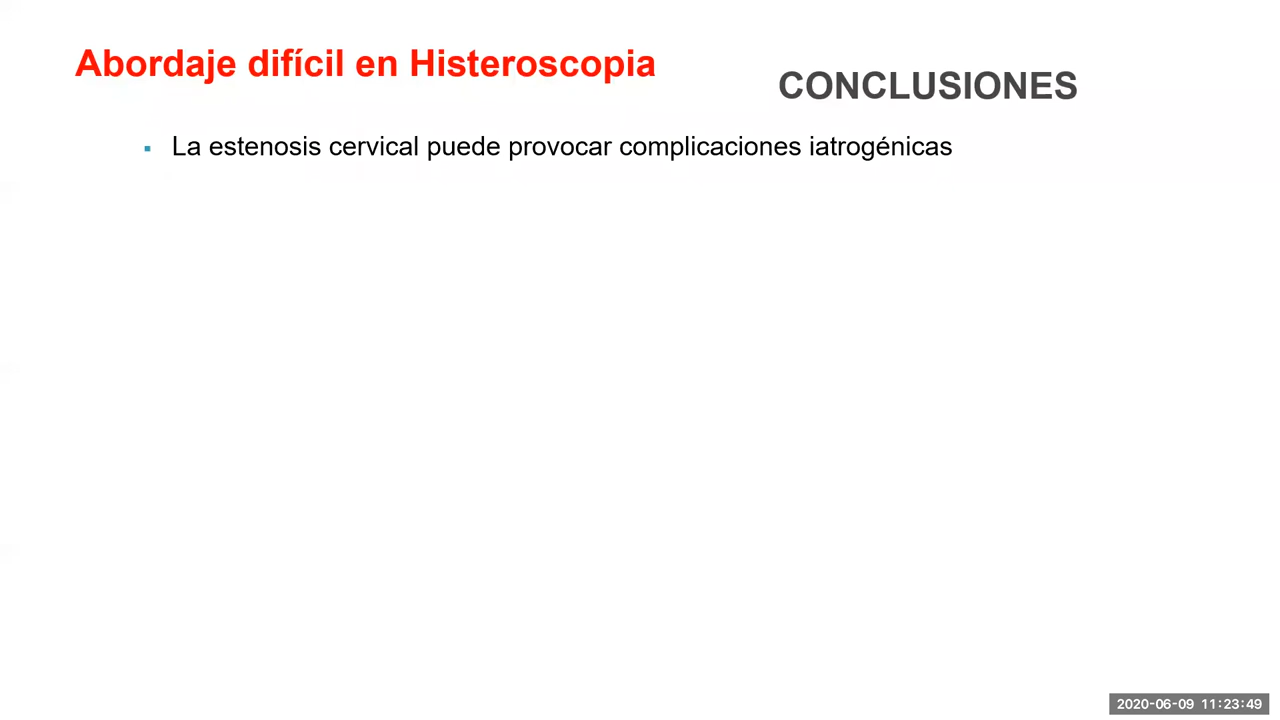 Abordaje difícil en Histeroscopia
CONCLUSIONES
▪ La estenosis cervical puede provocar complicaciones iatrogénicas
2020-06-09 11:23:49